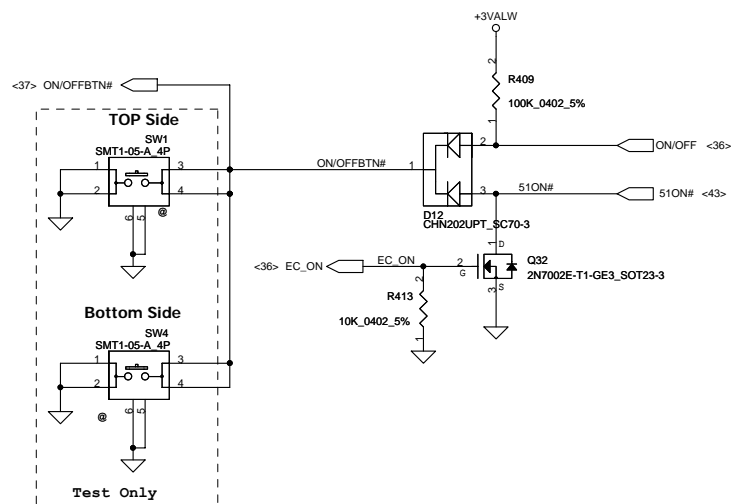 +3VALW
<37> ON/OFFBTN#
2
R409
100K_0402_5%
1
TOP Side
SW1
SMT1-05-A_4P
1
3
2
4
6
5
@
ON/OFFBTN#
1
2
ON/OFF <36>
3
51ON#
51ON# <43>
D12
CHN202UPT_SC70-3
1
D
Q32
2N7002E-T1-GE3_SOT23-3
<36> EC_ON
EC_ON
2
G
3
S
2
R413
10K_0402_5%
1
Bottom Side
SW4
SMT1-05-A_4P
1
3
2
4
6
5
@
Test Only